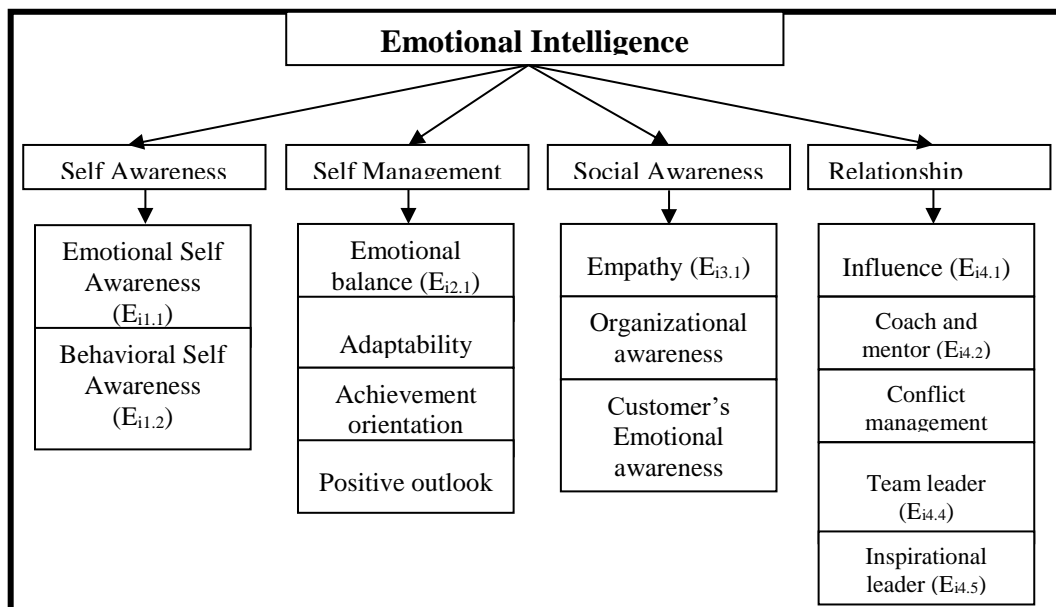 Emotional Intelligence
Self Awareness
Self Management
Social Awareness
Relationship
Emotional Self
Awareness
(Ei1.1)
Behavioral Self
Awareness
(Ei1.2)
Emotional
balance (Ei2.1)
Adaptability
Achievement
orientation
Positive outlook
Empathy (Ei3.1)
Organizational
awareness
Customer's
Emotional
awareness
Influence (Ei4.1)
Coach and
mentor (Ei4.2)
Conflict
management
Team leader
(Ei4.4)
Inspirational
leader (Ei4.5)